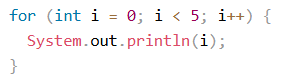 for (int i = 0; i < 5; i++) {
  System.out.println(i);
}